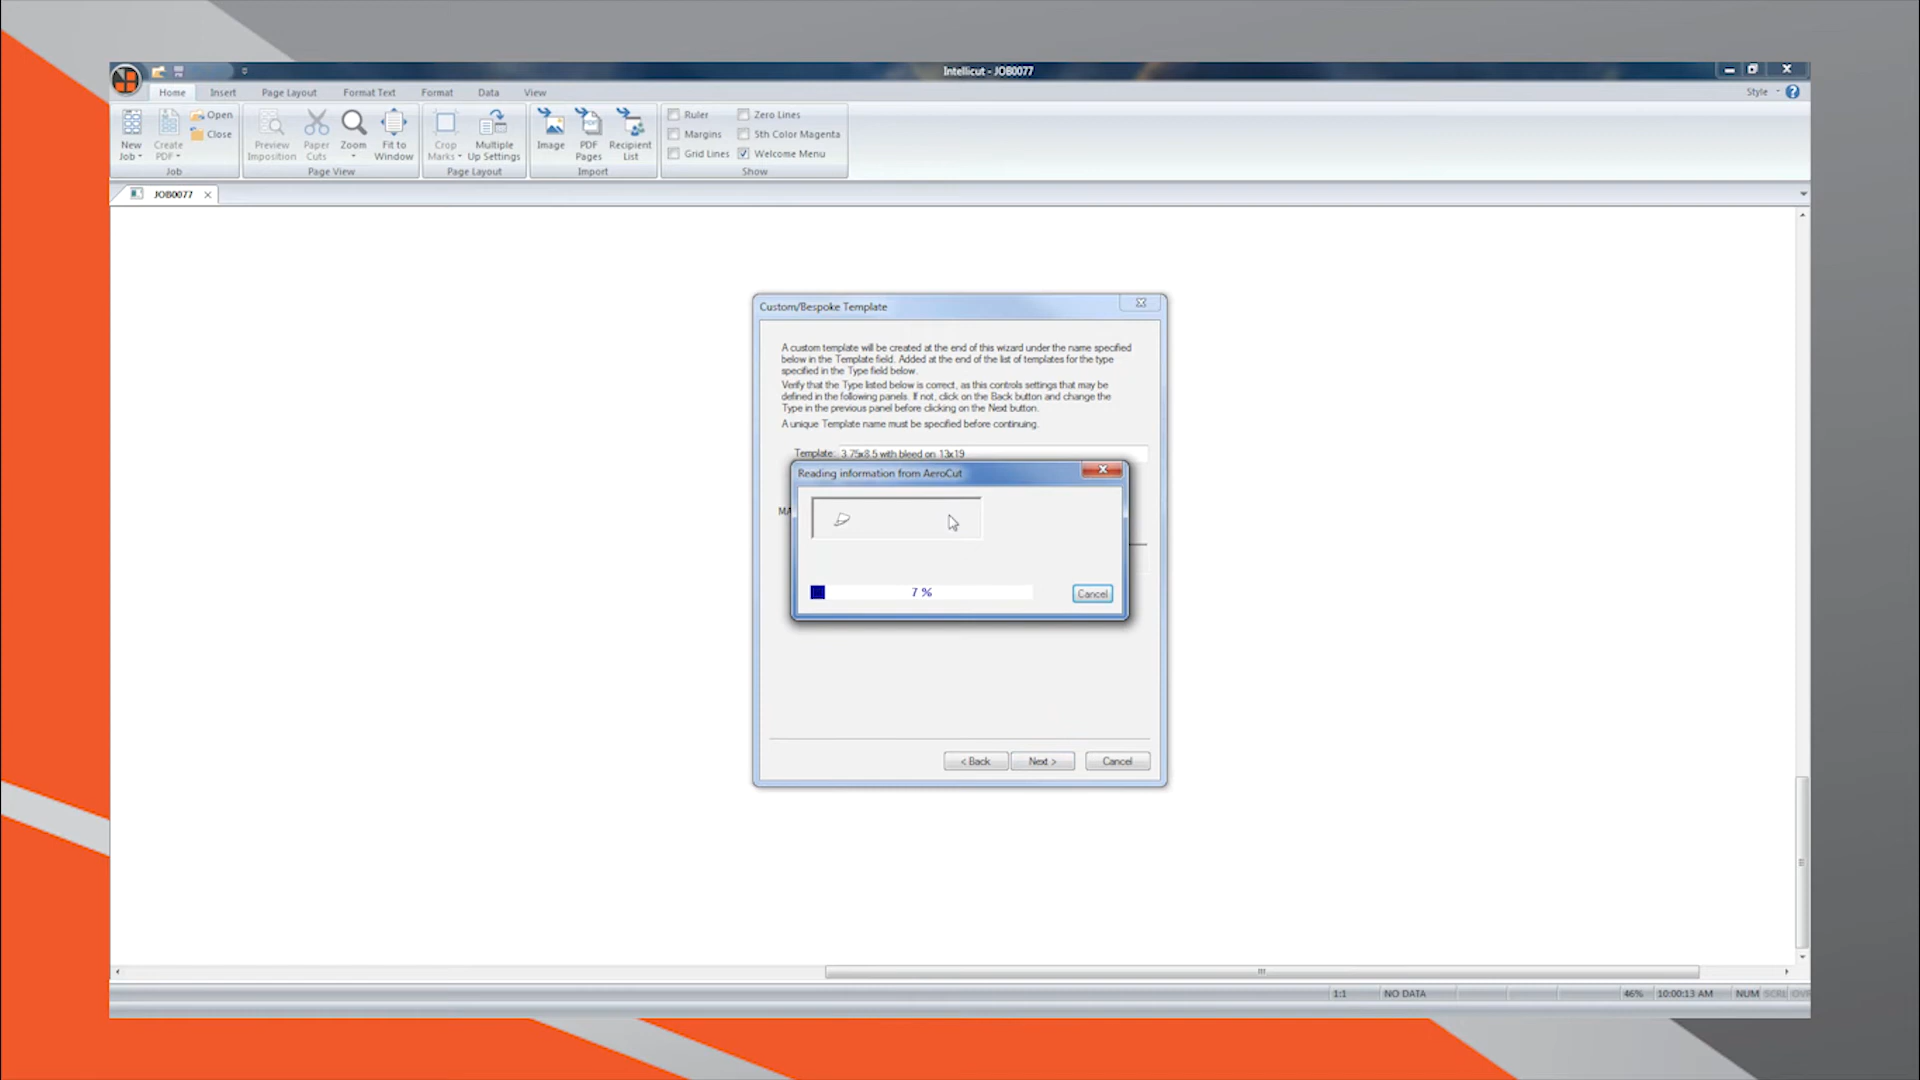 Intellicut - JOB0077
Home Insert Page Layout Format Text Format Data View Style
New Job
Create PDF
Open
Close
Job
Preview Imposition
Paper Cuts
Zoom
Fit to Window
Page View
Crop Marks
Multiple Up Settings
Page Layout
Image
PDF Pages
Recipient List
Import
Ruler
Zero Lines
Margins
5th Color Magenta
Grid Lines
Welcome Menu
Show
JOB0077
Custom/Bespoke Template
A custom template will be created at the end of this wizard under the name specified
below in the Template field. Added at the end of the list of templates for the type
specified in the Type field below.
Verify that the Type listed below is correct, as this controls settings that may be
defined in the following panels. If not, click on the Back button and change the
Type in the previous panel before clicking on the Next button.
A unique Template name must be specified before continuing.
Template: 3.75x8.5 with bleed on 13x19
Reading information from AeroCut
7 %
Cancel
< Back Next > Cancel
1:1 NO DATA 46% 10:00:13 AM NUM SCRL